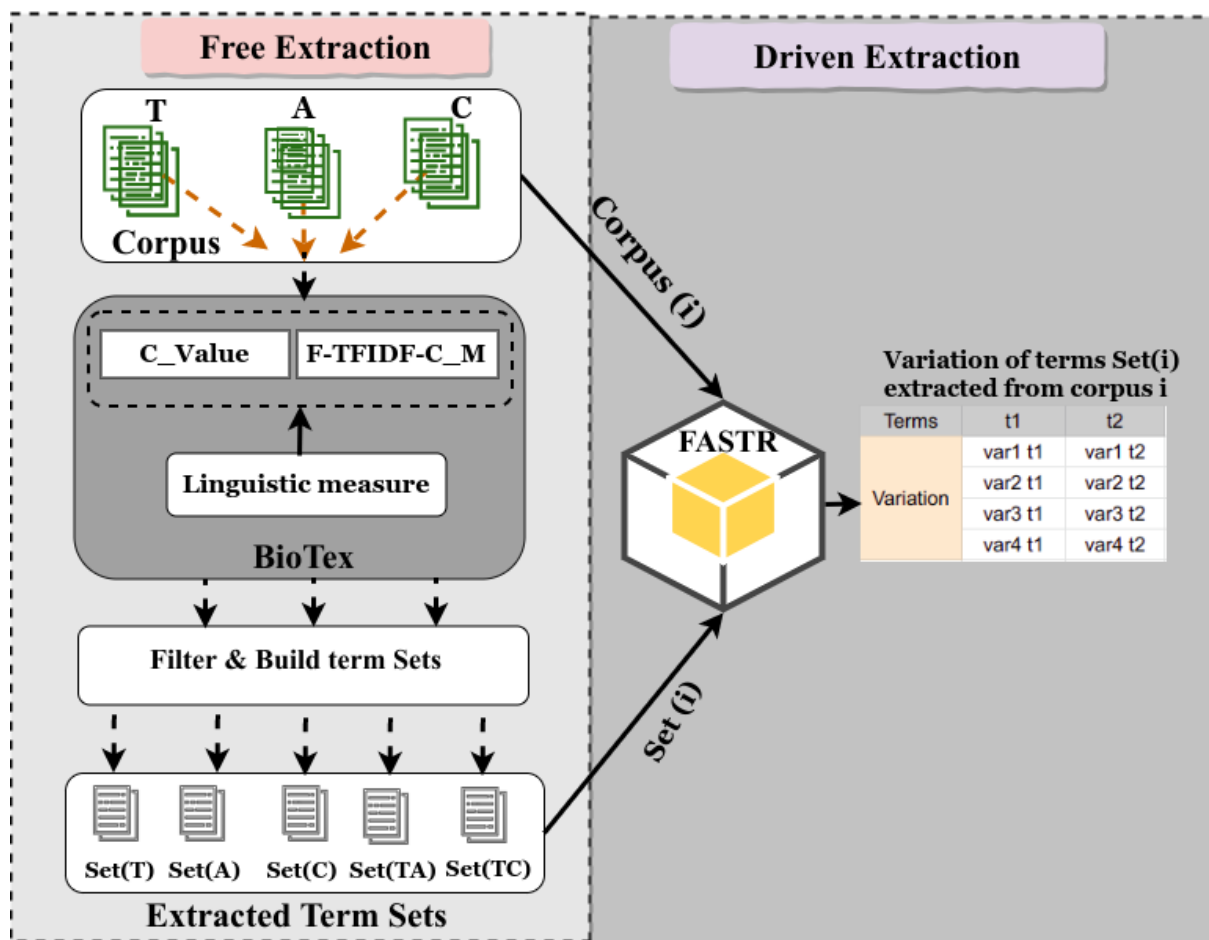 Free Extraction
Driven Extraction
T A C
Corpus
C_Value F-TFIDF-C_M
Linguistic measure
BioTex
Filter & Build term Sets
Set(T) Set(A) Set(C) Set(TA) Set(TC)
Extracted Term Sets
Corpus (i)
Set (i)
FASTR
Variation of terms Set(i)
extracted from corpus i
Terms t1 t2
Variation
var1 t1 var1 t2
var2 t1 var2 t2
var3 t1 var3 t2
var4 t1 var4 t2